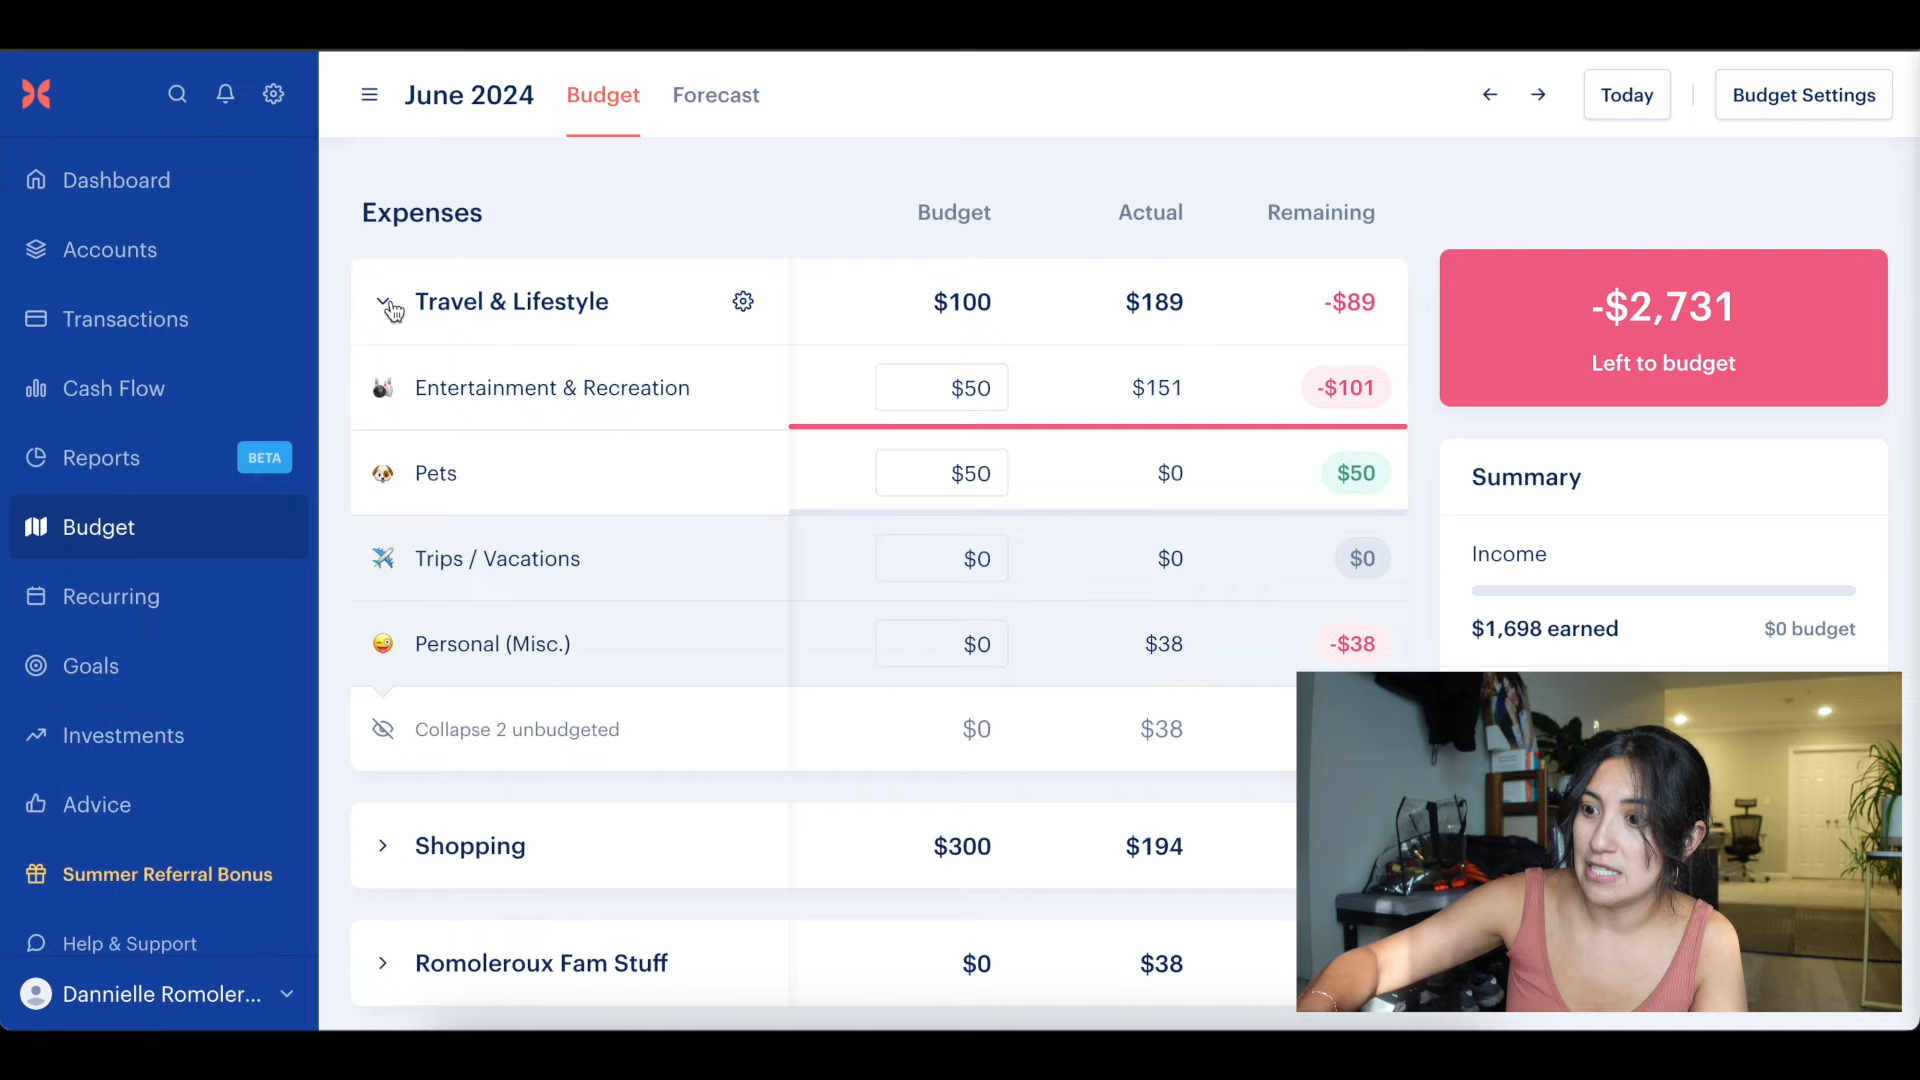 June 2024 Budget Forecast Today Budget Settings
Dashboard
Accounts
Transactions
Cash Flow
Reports BETA
Budget
Recurring
Goals
Investments
Advice
Summer Referral Bonus
Help & Support
Dannielle Romoler...
Expenses Budget Actual Remaining
Travel & Lifestyle $100 $189 -$89
Entertainment & Recreation $50 $151 -$101
Pets $50 $0 $50
Trips / Vacations $0 $0 $0
Personal (Misc.) $0 $38 -$38
Collapse 2 unbudgeted $0 $38
Shopping $300 $194
Romoleroux Fam Stuff $0 $38
-$2,731
Left to budget
Summary
Income
$1,698 earned $0 budget